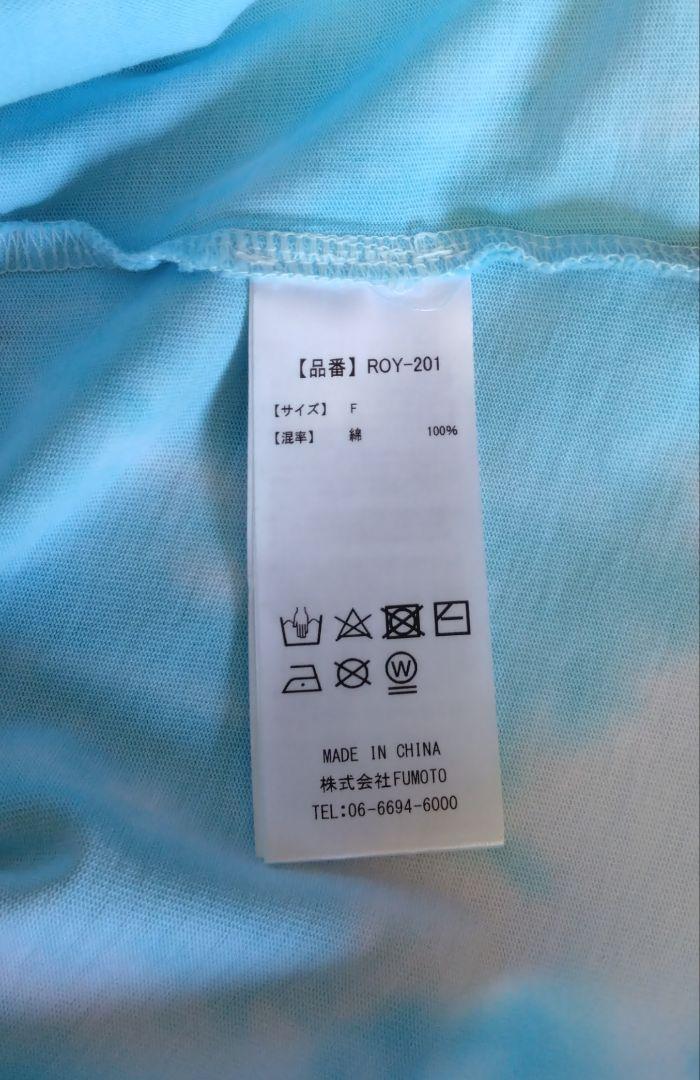 【品番】ROY-201
【サイズ】 F
【混率】 綿 100%
W
MADE IN CHINA
株式会社FUMOTO
TEL:06-6694-6000